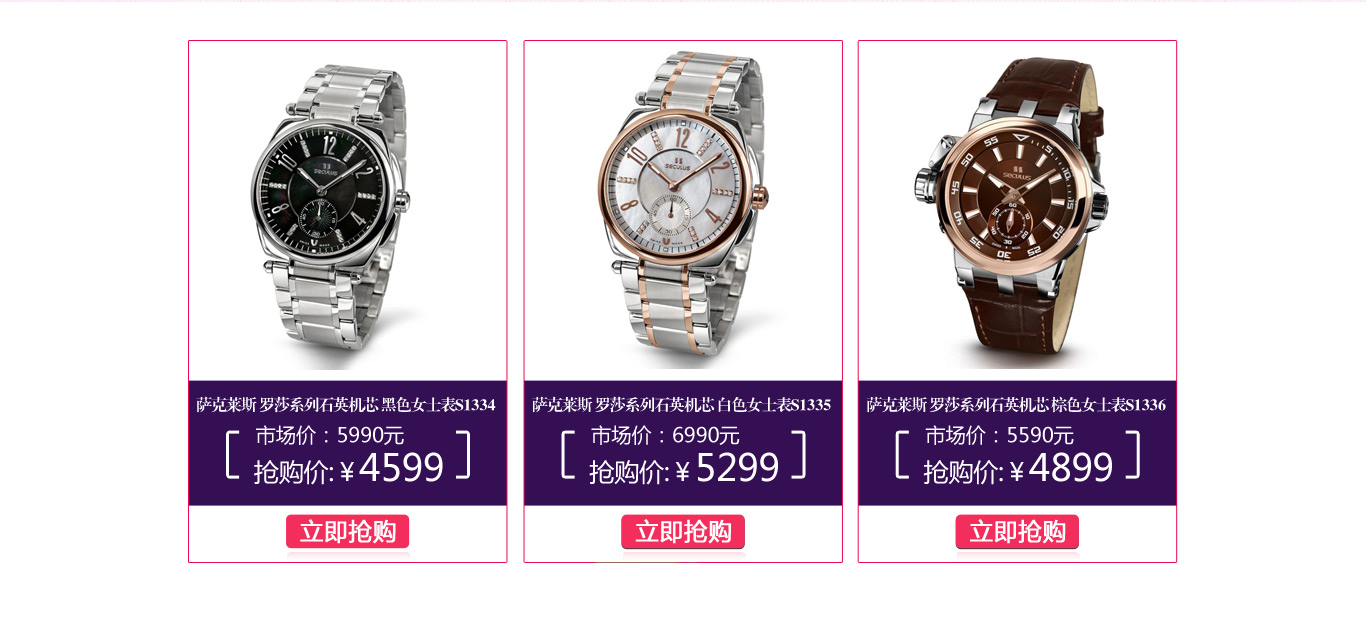 SECULUS
萨克莱斯 罗莎系列石英机芯 黑色女士表S1334
市场价：5990元
抢购价:￥4599
立即抢购
SECULUS
萨克莱斯 罗莎系列石英机芯 白色女士表S1335
市场价：6990元
抢购价:￥5299
立即抢购
SECULUS
萨克莱斯 罗莎系列石英机芯 棕色女士表S1336
市场价：5590元
抢购价:￥4899
立即抢购